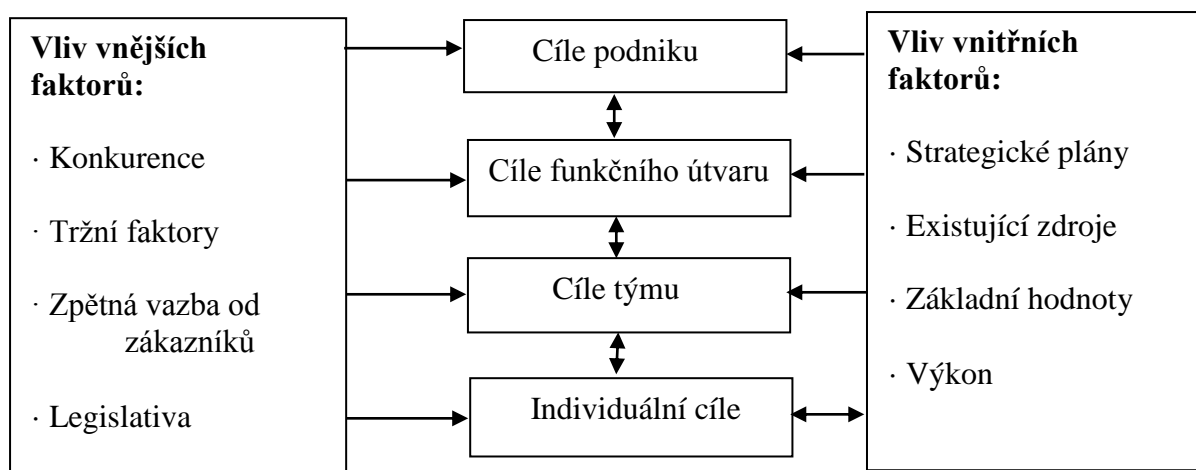 Vliv vnějších
faktorů:
· Konkurence
· Tržní faktory
· Zpětná vazba od
zákazníků
· Legislativa
Cíle podniku
Cíle funkčního útvaru
Cíle týmu
Individuální cíle
Vliv vnitřních
faktorů:
· Strategické plány
· Existující zdroje
· Základní hodnoty
· Výkon